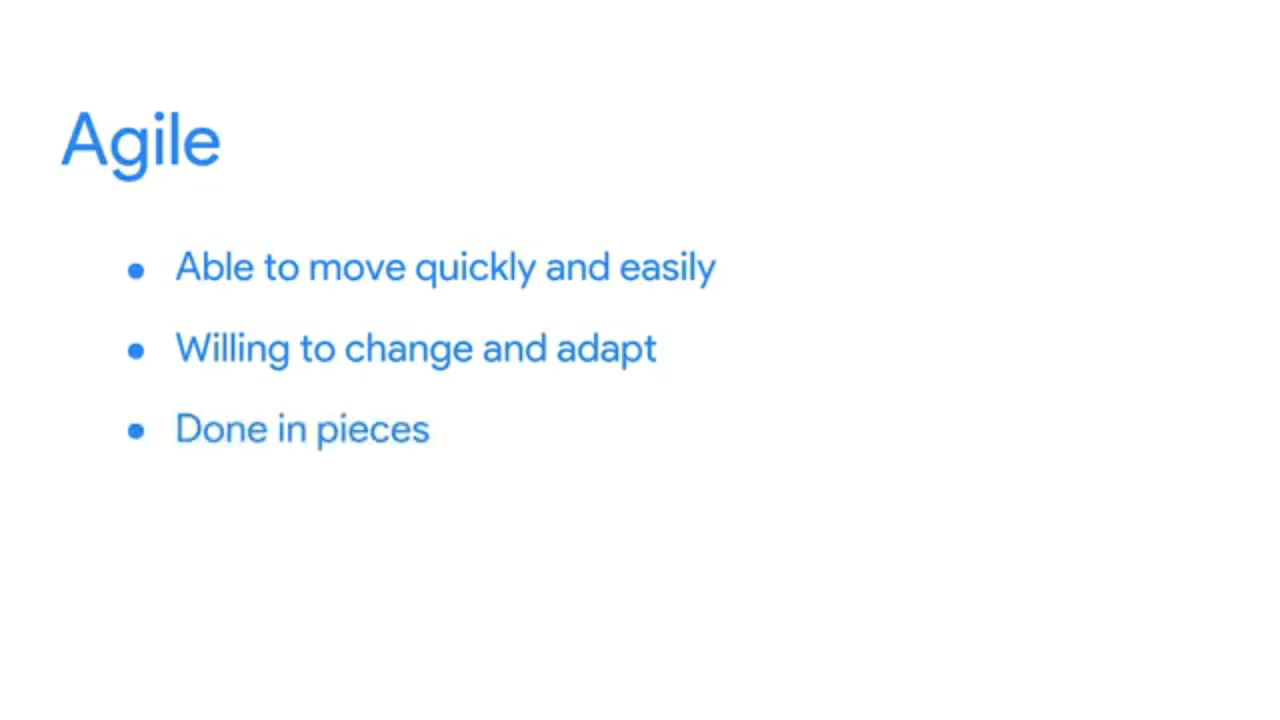 Agile
• Able to move quickly and easily
• Willing to change and adapt
• Done in pieces